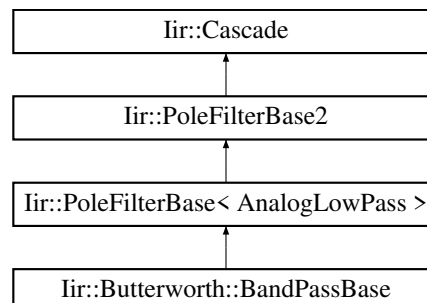 Iir::Cascade
Iir::PoleFilterBase2
Iir::PoleFilterBase< AnalogLowPass >
Iir::Butterworth::BandPassBase